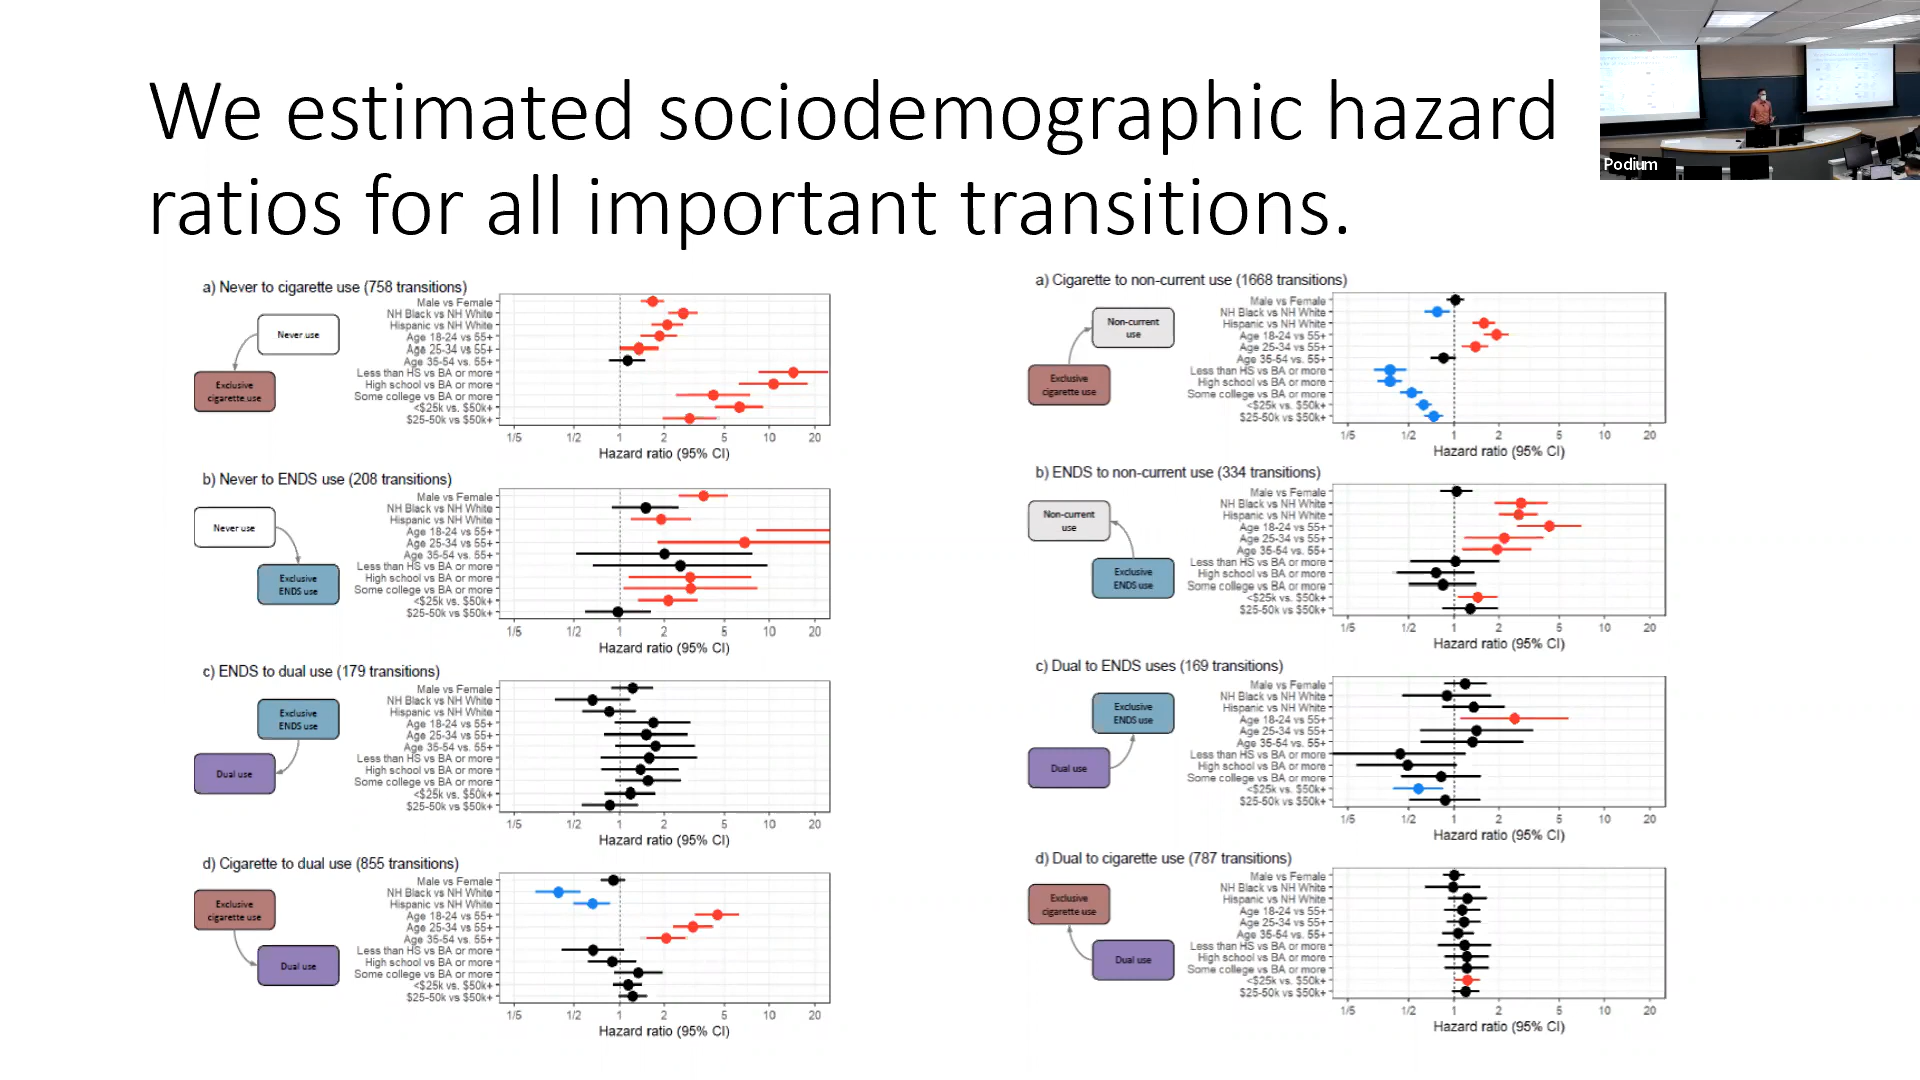 We estimated sociodemographic hazard
ratios for all important transitions.
Podium
a) Never to cigarette use (758 transitions)
Never use
Exclusive
cigarette use
Male vs Female
NH Black vs NH White
Hispanic vs NH White
Age 18-24 vs 55+
Age 25-34 vs 55+
Age 35-54 vs. 55+
Less than HS vs BA or more
High school vs BA or more
Some college vs BA or more
<$25k vs. $50k+
$25-50k vs $50k+
1/5 1/2 1 2 5 10 20
Hazard ratio (95% CI)
b) Never to ENDS use (208 transitions)
Never use
Exclusive
ENDS use
Male vs Female
NH Black vs NH White
Hispanic vs NH White
Age 18-24 vs 55+
Age 25-34 vs 55+
Age 35-54 vs. 55+
Less than HS vs BA or more
High school vs BA or more
Some college vs BA or more
<$25k vs. $50k+
$25-50k vs $50k+
1/5 1/2 1 2 5 10 20
Hazard ratio (95% CI)
c) ENDS to dual use (179 transitions)
Exclusive
ENDS use
Dual use
Male vs Female
NH Black vs NH White
Hispanic vs NH White
Age 18-24 vs 55+
Age 25-34 vs 55+
Age 35-54 vs. 55+
Less than HS vs BA or more
High school vs BA or more
Some college vs BA or more
<$25k vs. $50k+
$25-50k vs $50k+
1/5 1/2 1 2 5 10 20
Hazard ratio (95% CI)
d) Cigarette to dual use (855 transitions)
Exclusive
cigarette use
Dual use
Male vs Female
NH Black vs NH White
Hispanic vs NH White
Age 18-24 vs 55+
Age 25-34 vs 55+
Age 35-54 vs. 55+
Less than HS vs BA or more
High school vs BA or more
Some college vs BA or more
<$25k vs. $50k+
$25-50k vs $50k+
1/5 1/2 1 2 5 10 20
Hazard ratio (95% CI)
a) Cigarette to non-current use (1668 transitions)
Non-current
use
Exclusive
cigarette use
Male vs Female
NH Black vs NH White
Hispanic vs NH White
Age 18-24 vs 55+
Age 25-34 vs 55+
Age 35-54 vs. 55+
Less than HS vs BA or more
High school vs BA or more
Some college vs BA or more
<$25k vs. $50k+
$25-50k vs $50k+
1/5 1/2 1 2 5 10 20
Hazard ratio (95% CI)
b) ENDS to non-current use (334 transitions)
Non-current
use
Exclusive
ENDS use
Male vs Female
NH Black vs NH White
Hispanic vs NH White
Age 18-24 vs 55+
Age 25-34 vs 55+
Age 35-54 vs. 55+
Less than HS vs BA or more
High school vs BA or more
Some college vs BA or more
<$25k vs. $50k+
$25-50k vs $50k+
1/5 1/2 1 2 5 10 20
Hazard ratio (95% CI)
c) Dual to ENDS uses (169 transitions)
Exclusive
ENDS use
Dual use
Male vs Female
NH Black vs NH White
Hispanic vs NH White
Age 18-24 vs 55+
Age 25-34 vs 55+
Age 35-54 vs. 55+
Less than HS vs BA or more
High school vs BA or more
Some college vs BA or more
<$25k vs. $50k+
$25-50k vs $50k+
1/5 1/2 1 2 5 10 20
Hazard ratio (95% CI)
d) Dual to cigarette use (787 transitions)
Exclusive
cigarette use
Dual use
Male vs Female
NH Black vs NH White
Hispanic vs NH White
Age 18-24 vs 55+
Age 25-34 vs 55+
Age 35-54 vs. 55+
Less than HS vs BA or more
High school vs BA or more
Some college vs BA or more
<$25k vs. $50k+
$25-50k vs $50k+
1/5 1/2 1 2 5 10 20
Hazard ratio (95% CI)